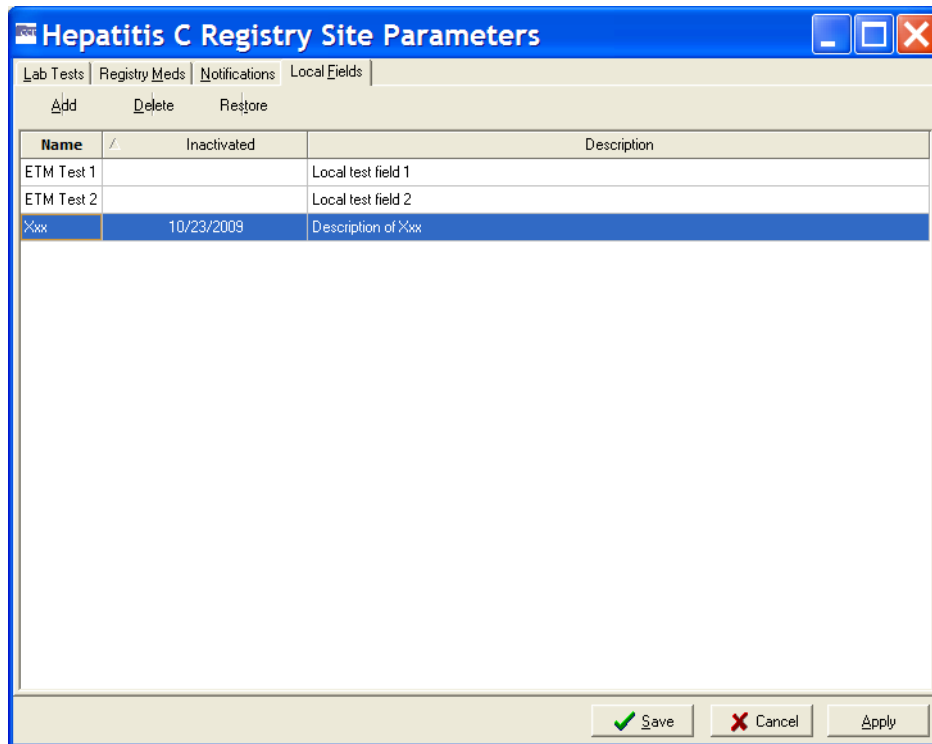 Hepatitis C Registry Site Parameters
Lab Tests Registry Meds Notifications Local Fields
Add Delete Restore
Name Inactivated Description
ETM Test 1 Local test field 1
ETM Test 2 Local test field 2
Xxx 10/23/2009 Description of Xxx
Save Cancel Apply